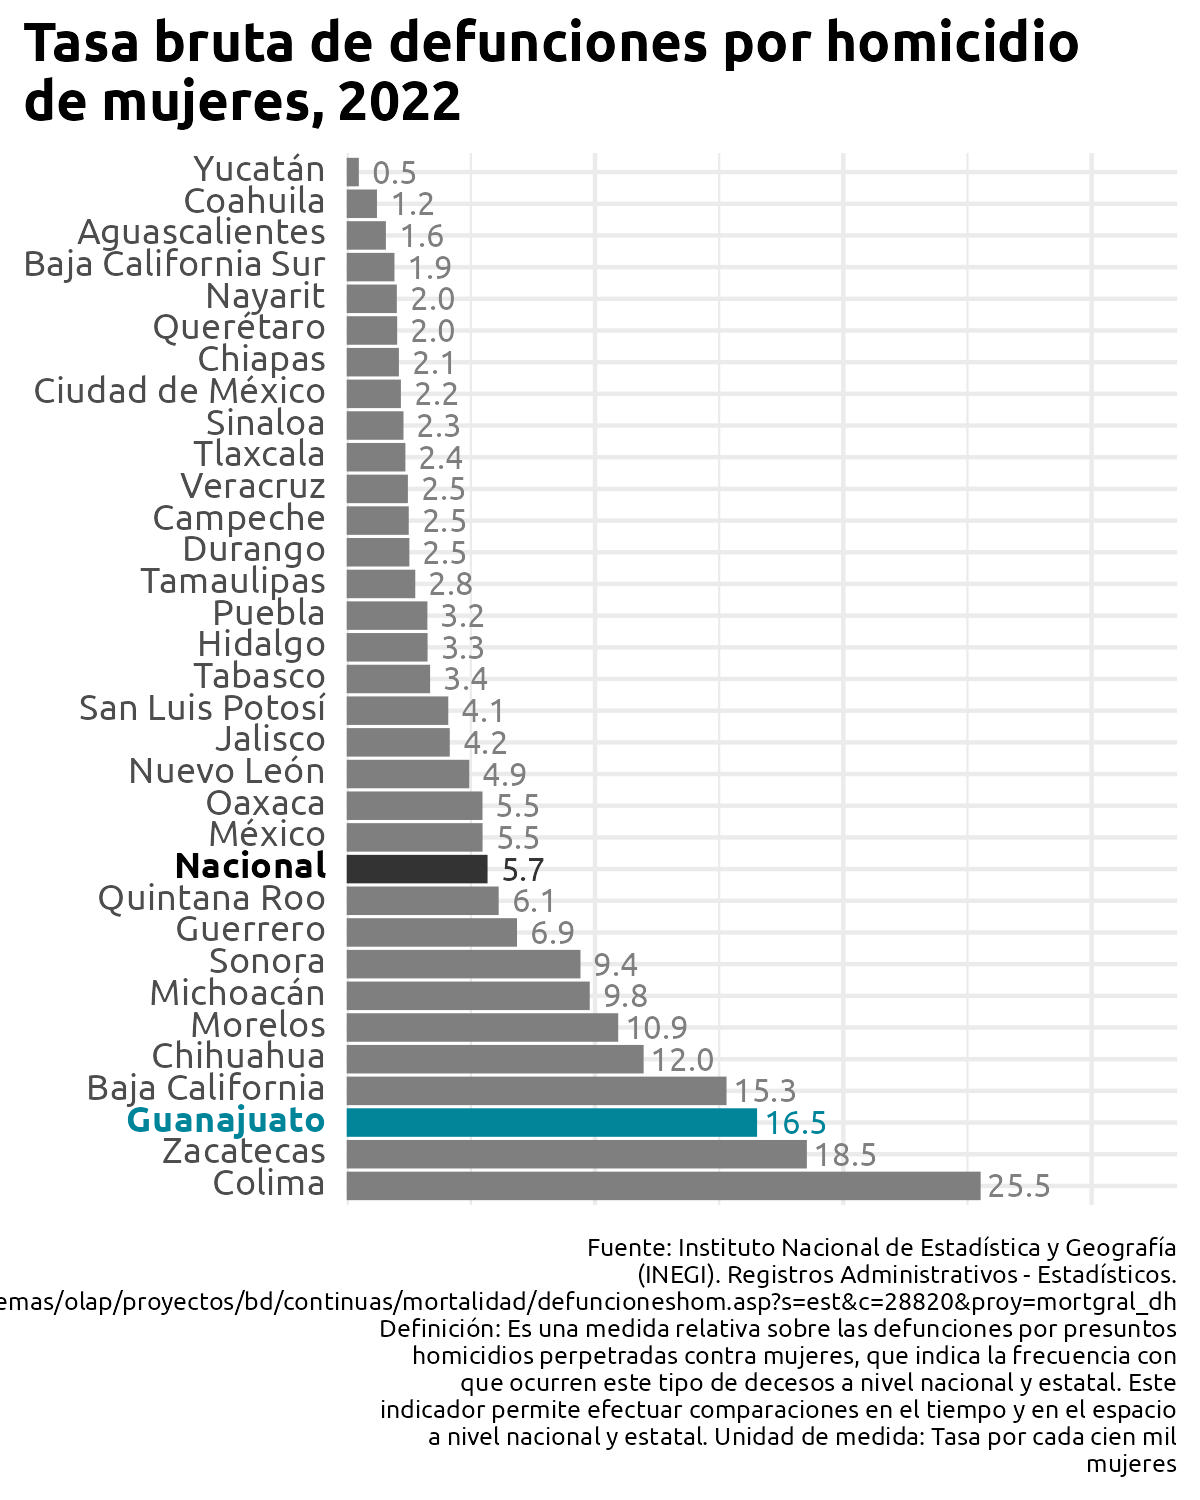 Tasa bruta de defunciones por homicidio
de mujeres, 2022
Yucatán 0.5
Coahuila 1.2
Aguascalientes 1.6
Baja California Sur 1.9
Nayarit 2.0
Querétaro 2.0
Chiapas 2.1
Ciudad de México 2.2
Sinaloa 2.3
Tlaxcala 2.4
Veracruz 2.5
Campeche 2.5
Durango 2.5
Tamaulipas 2.8
Puebla 3.2
Hidalgo 3.3
Tabasco 3.4
San Luis Potosí 4.1
Jalisco 4.2
Nuevo León 4.9
Oaxaca 5.5
México 5.5
Nacional 5.7
Quintana Roo 6.1
Guerrero 6.9
Sonora 9.4
Michoacán 9.8
Morelos 10.9
Chihuahua 12.0
Baja California 15.3
Guanajuato 16.5
Zacatecas 18.5
Colima 25.5
Fuente: Instituto Nacional de Estadística y Geografía
(INEGI). Registros Administrativos - Estadísticos.
emas/olap/proyectos/bd/continuas/mortalidad/defuncioneshom.asp?s=est&c=28820&proy=mortgral_dh
Definición: Es una medida relativa sobre las defunciones por presuntos
homicidios perpetradas contra mujeres, que indica la frecuencia con
que ocurren este tipo de decesos a nivel nacional y estatal. Este
indicador permite efectuar comparaciones en el tiempo y en el espacio
a nivel nacional y estatal. Unidad de medida: Tasa por cada cien mil
mujeres